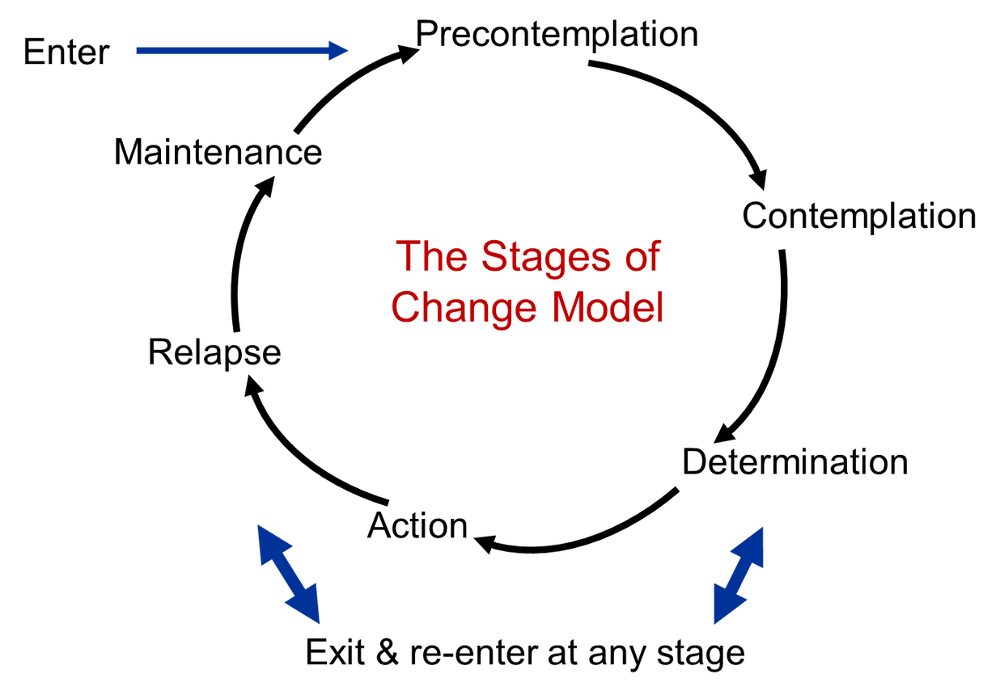 Enter
Precontemplation
Maintenance
Contemplation
The Stages of
Change Model
Relapse
Determination
Action
Exit & re-enter at any stage